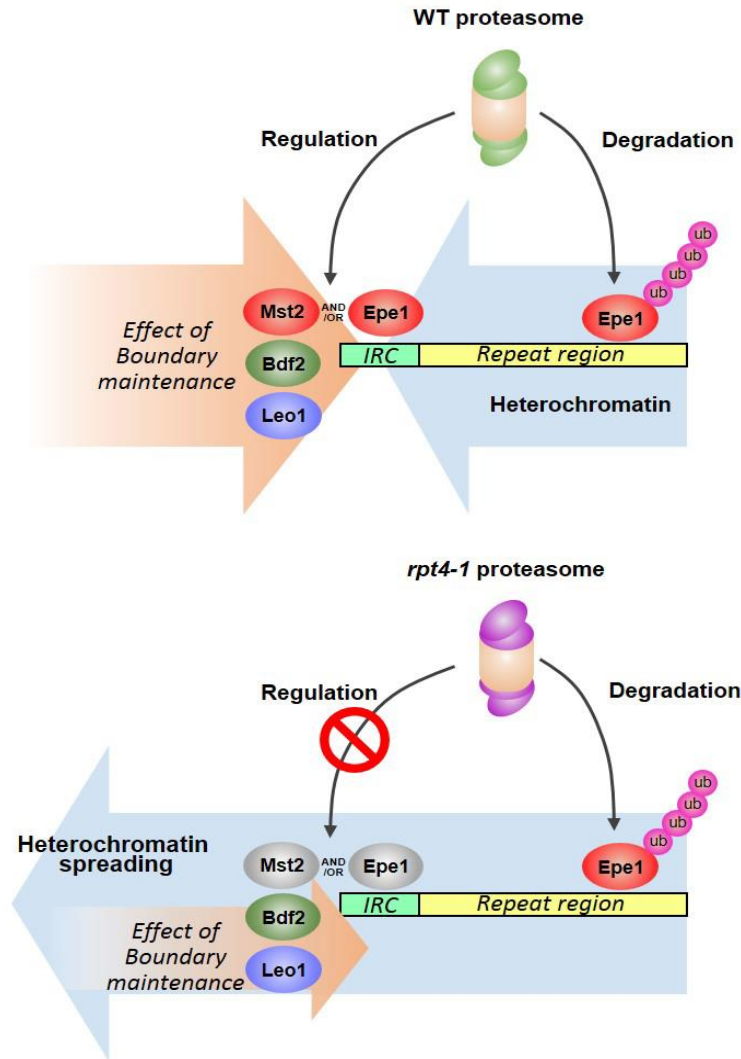 WT proteasome
Regulation
Degradation
ub
ub
ub
ub
Mst2
AND
/OR
Epe1
Epe1
Effect of
Boundary
maintenance
Bdf2
IRC
Repeat region
Leo1
Heterochromatin
rpt4-1 proteasome
Regulation
Degradation
ub
ub
ub
ub
Heterochromatin
spreading
Mst2
AND
/OR
Epe1
Epe1
Bdf2
IRC
Repeat region
Effect of
Boundary
maintenance
Leo1